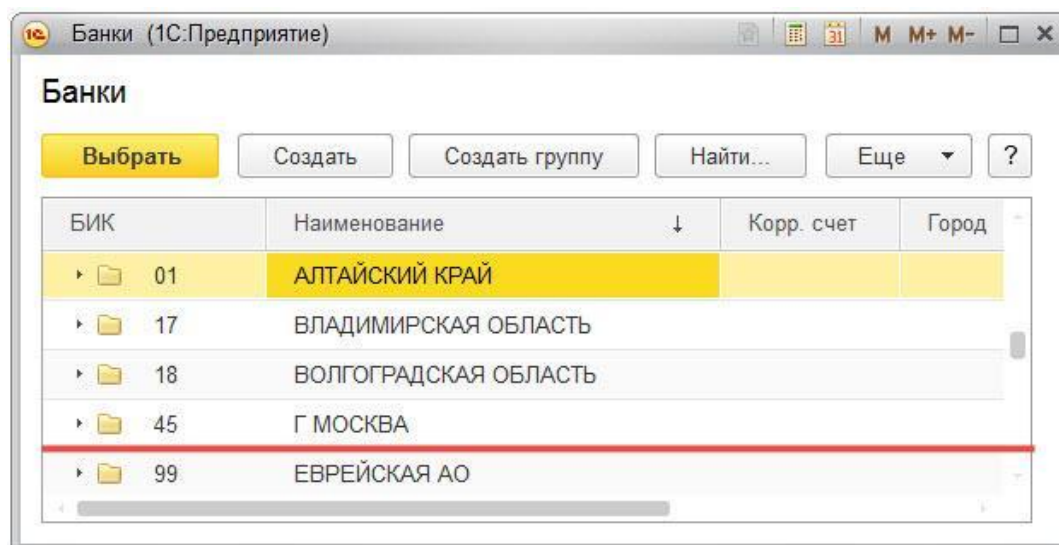 1С Банки (1С:Предприятие) 31 M M+ M-
Банки
Выбрать Создать Создать группу Найти... Еще ?
БИК Наименование ↓ Корр. счет Город
01 АЛТАЙСКИЙ КРАЙ
17 ВЛАДИМИРСКАЯ ОБЛАСТЬ
18 ВОЛГОГРАДСКАЯ ОБЛАСТЬ
45 Г МОСКВА
99 ЕВРЕЙСКАЯ АО